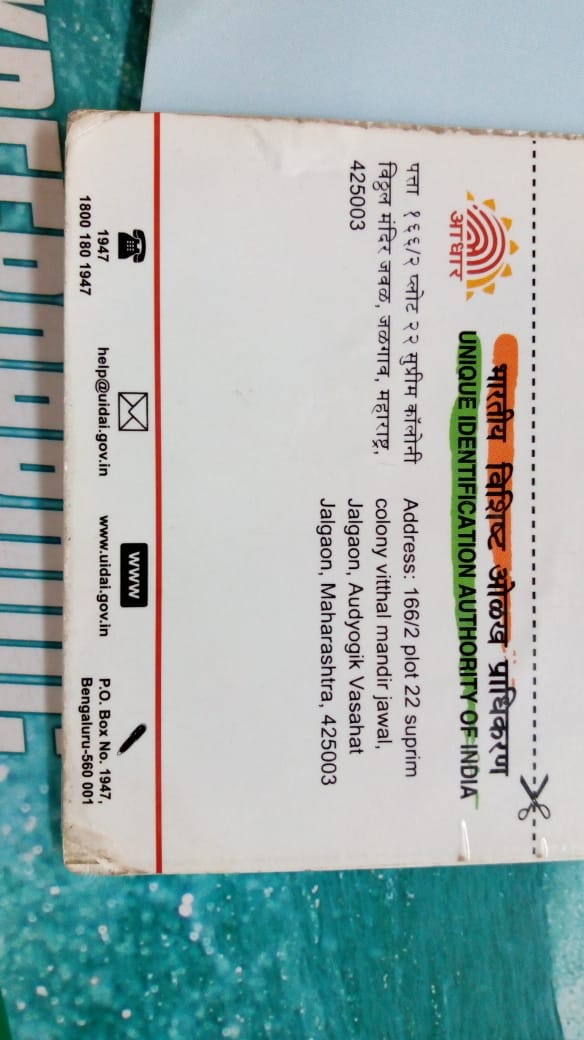 आधार
भारतीय विशिष्ट ओळख प्राधिकरण
UNIQUE IDENTIFICATION AUTHORITY OF INDIA
पत्ता १६६/२ प्लोट २२ सुप्रीम कॉलोनी
विठ्ठल मंदिर जवळ, जळगाव, महाराष्ट्र,
425003
Address: 166/2 plot 22 suprim
colony vitthal mandir jawal,
Jalgaon, Audyogik Vasahat
Jalgaon, Maharashtra, 425003
1947
1800 180 1947
help@uidai.gov.in
www
www.uidai.gov.in
P.O. Box No. 1947,
Bengaluru-560 001